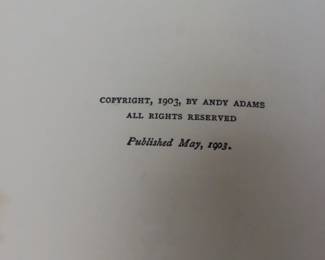 COPYRIGHT, 1903, BY ANDY ADAMS
ALL RIGHTS RESERVED
Published May, 1903.